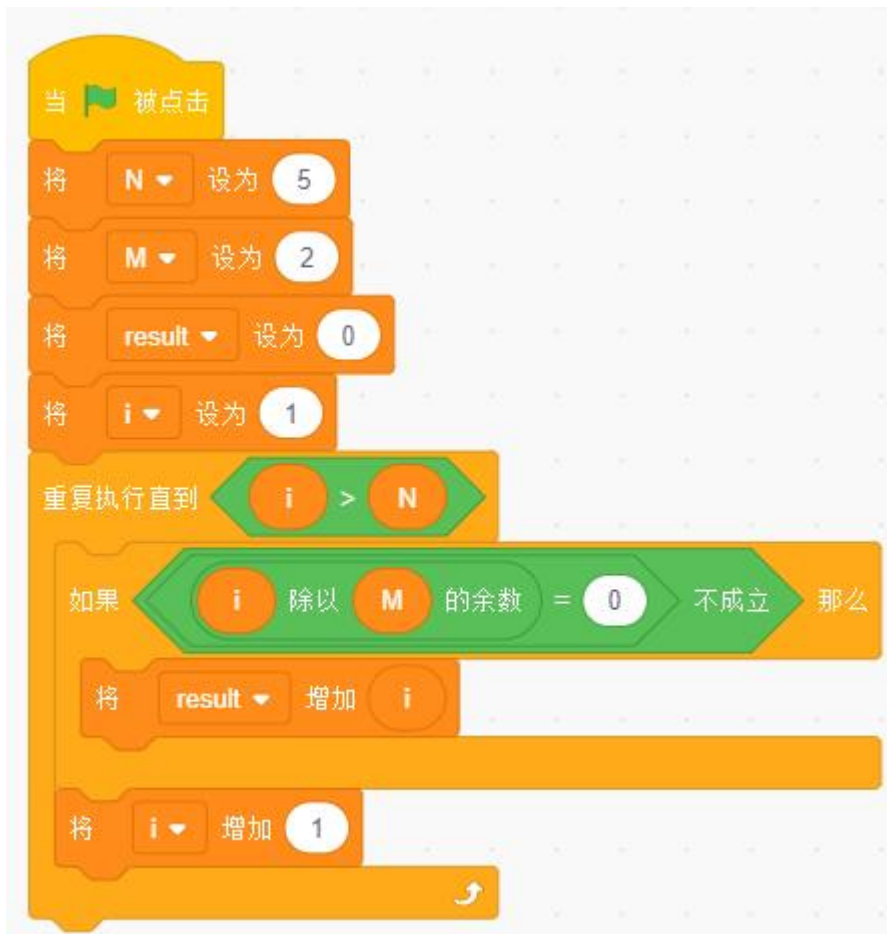 当 被点击
将 N 设为 5
将 M 设为 2
将 result 设为 0
将 i 设为 1
重复执行直到 i > N
如果 i 除以 M 的余数 = 0 不成立 那么
将 result 增加 i
将 i 增加 1